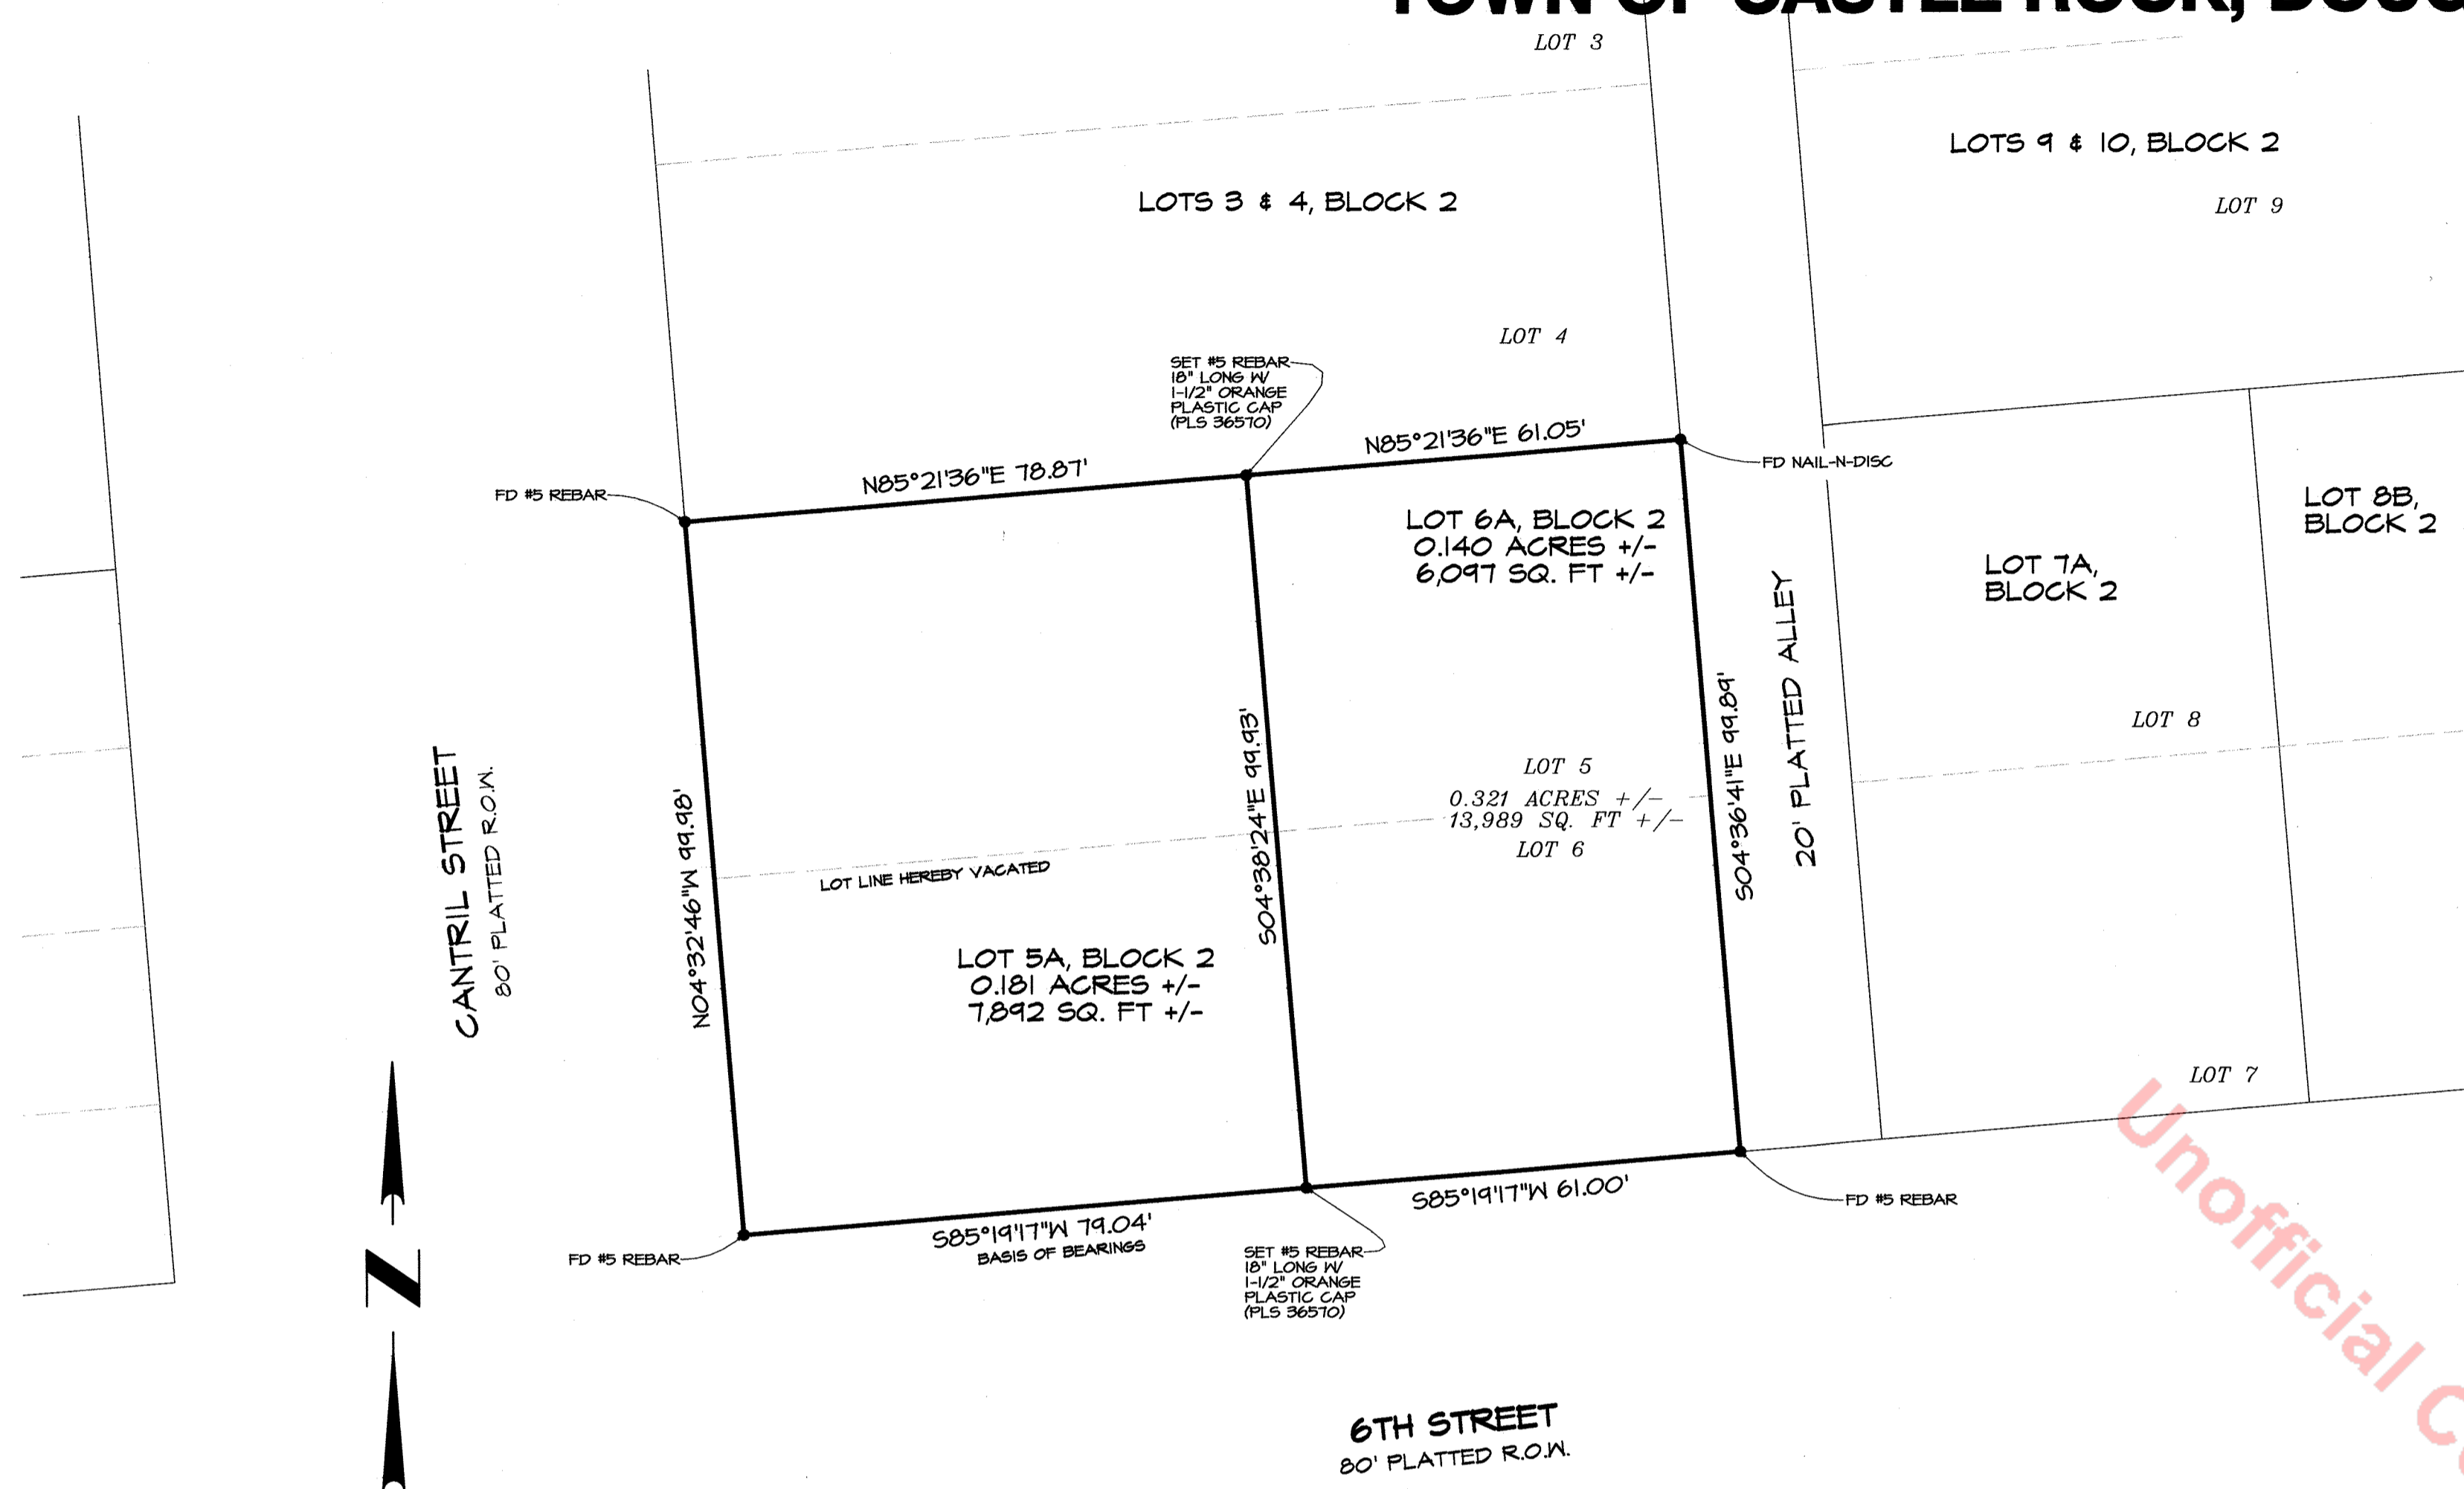 TOWN OF CASTLE ROCK,
LOT 3
LOTS 9 & 10, BLOCK 2
LOTS 3 & 4, BLOCK 2
LOT 9
LOT 4
SET #5 REBAR
18" LONG W/
1-1/2" ORANGE
PLASTIC CAP
(PLS 36570)
N85°21'36"E 78.87'
N85°21'36"E 61.05'
FD NAIL-N-DISC
FD #5 REBAR
LOT 6A, BLOCK 2
0.140 ACRES +/-
6,097 SQ. FT +/-
LOT 8B,
BLOCK 2
LOT 7A,
BLOCK 2
20' PLATTED ALLEY
LOT 8
CANTRIL STREET
80' PLATTED R.O.W.
N04°32'46"W 99.98'
S04°38'24"E 99.93'
S04°36'41"E 99.89'
LOT 5
0.321 ACRES +/-
13,989 SQ. FT +/-
LOT 6
LOT LINE HEREBY VACATED
LOT 5A, BLOCK 2
0.181 ACRES +/-
7,892 SQ. FT +/-
LOT 7
S85°19'17"W 79.04'
BASIS OF BEARINGS
S85°19'17"W 61.00'
FD #5 REBAR
FD #5 REBAR
SET #5 REBAR
18" LONG W/
1-1/2" ORANGE
PLASTIC CAP
(PLS 36570)
N
6TH STREET
80' PLATTED R.O.W.
Unofficial